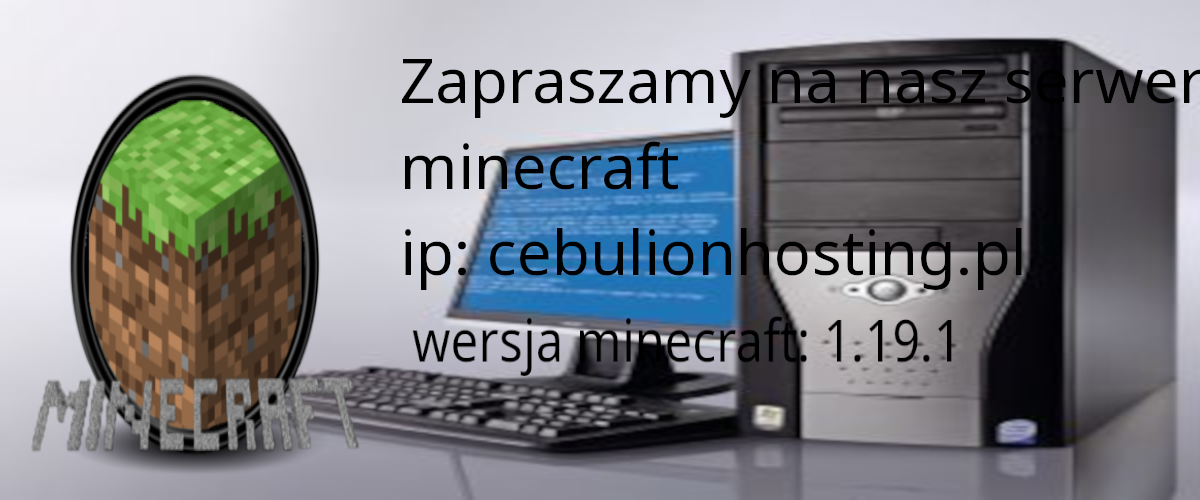 Zapraszamy na nasz serwer
minecraft
ip: cebulionhosting.pl
wersja minecraft: 1.19.1
MINECRAFT